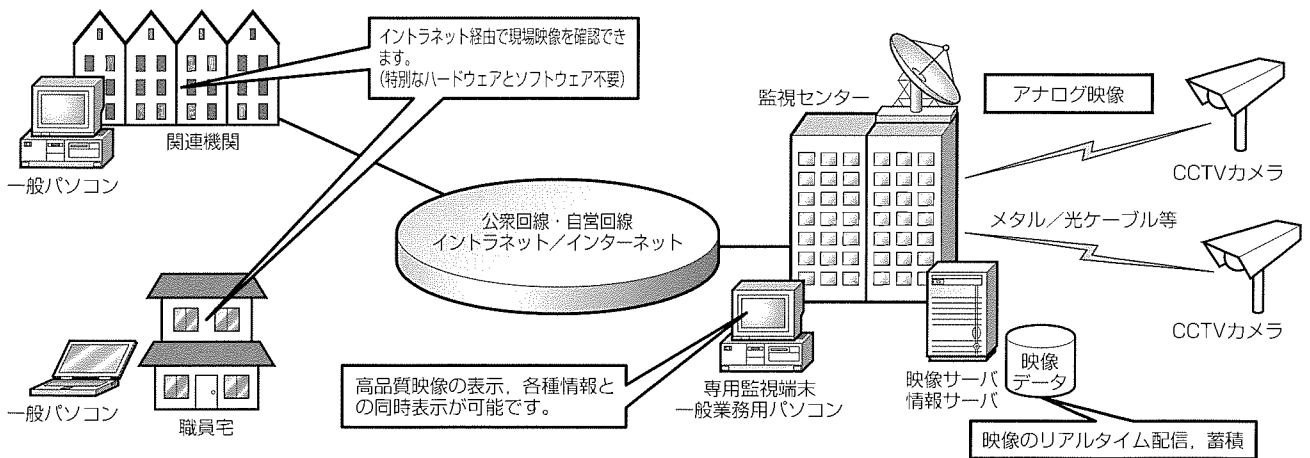 イントラネット経由で現場映像を確認でき
ます。
(特別なハードウェアとソフトウェア不要)
関連機関
一般パソコン
監視センター
アナログ映像
CCTVカメラ
公衆回線・自営回線
イントラネット／インターネット
メタル／光ケーブル等
CCTVカメラ
一般パソコン
職員宅
高品質映像の表示，各種情報と
の同時表示が可能です。
専用監視端末
一般業務用パソコン
映像サーバ
情報サーバ
映像
データ
映像のリアルタイム配信，蓄積